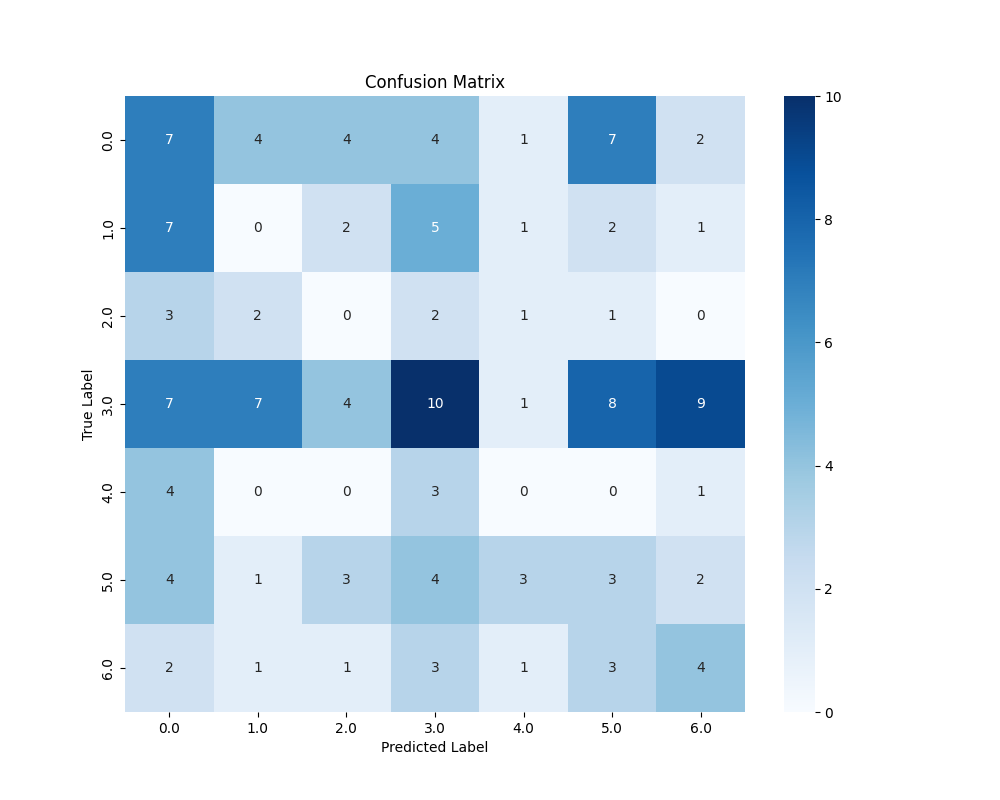 Confusion Matrix
True Label
0.0 7 4 4 4 1 7 2
1.0 7 0 2 5 1 2 1
2.0 3 2 0 2 1 1 0
3.0 7 7 4 10 1 8 9
4.0 4 0 0 3 0 0 1
5.0 4 1 3 4 3 3 2
6.0 2 1 1 3 1 3 4
0.0 1.0 2.0 3.0 4.0 5.0 6.0
Predicted Label
10
8
6
4
2
0